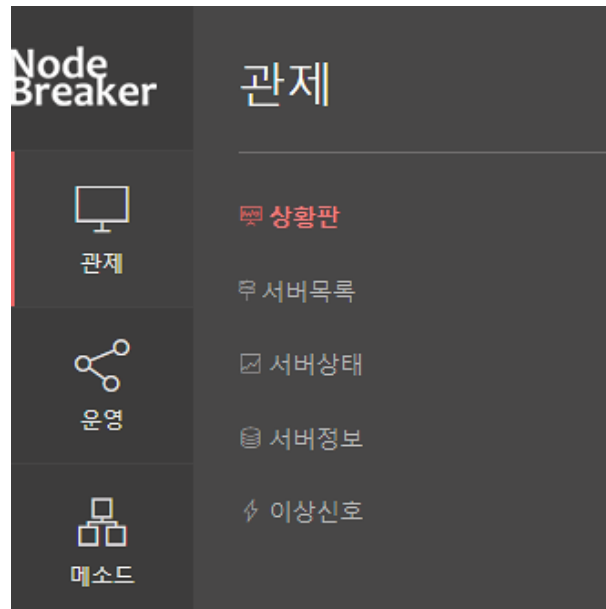 Node
Breaker
관제
운영
메소드
관제
상황판
서버목록
서버상태
서버정보
이상신호